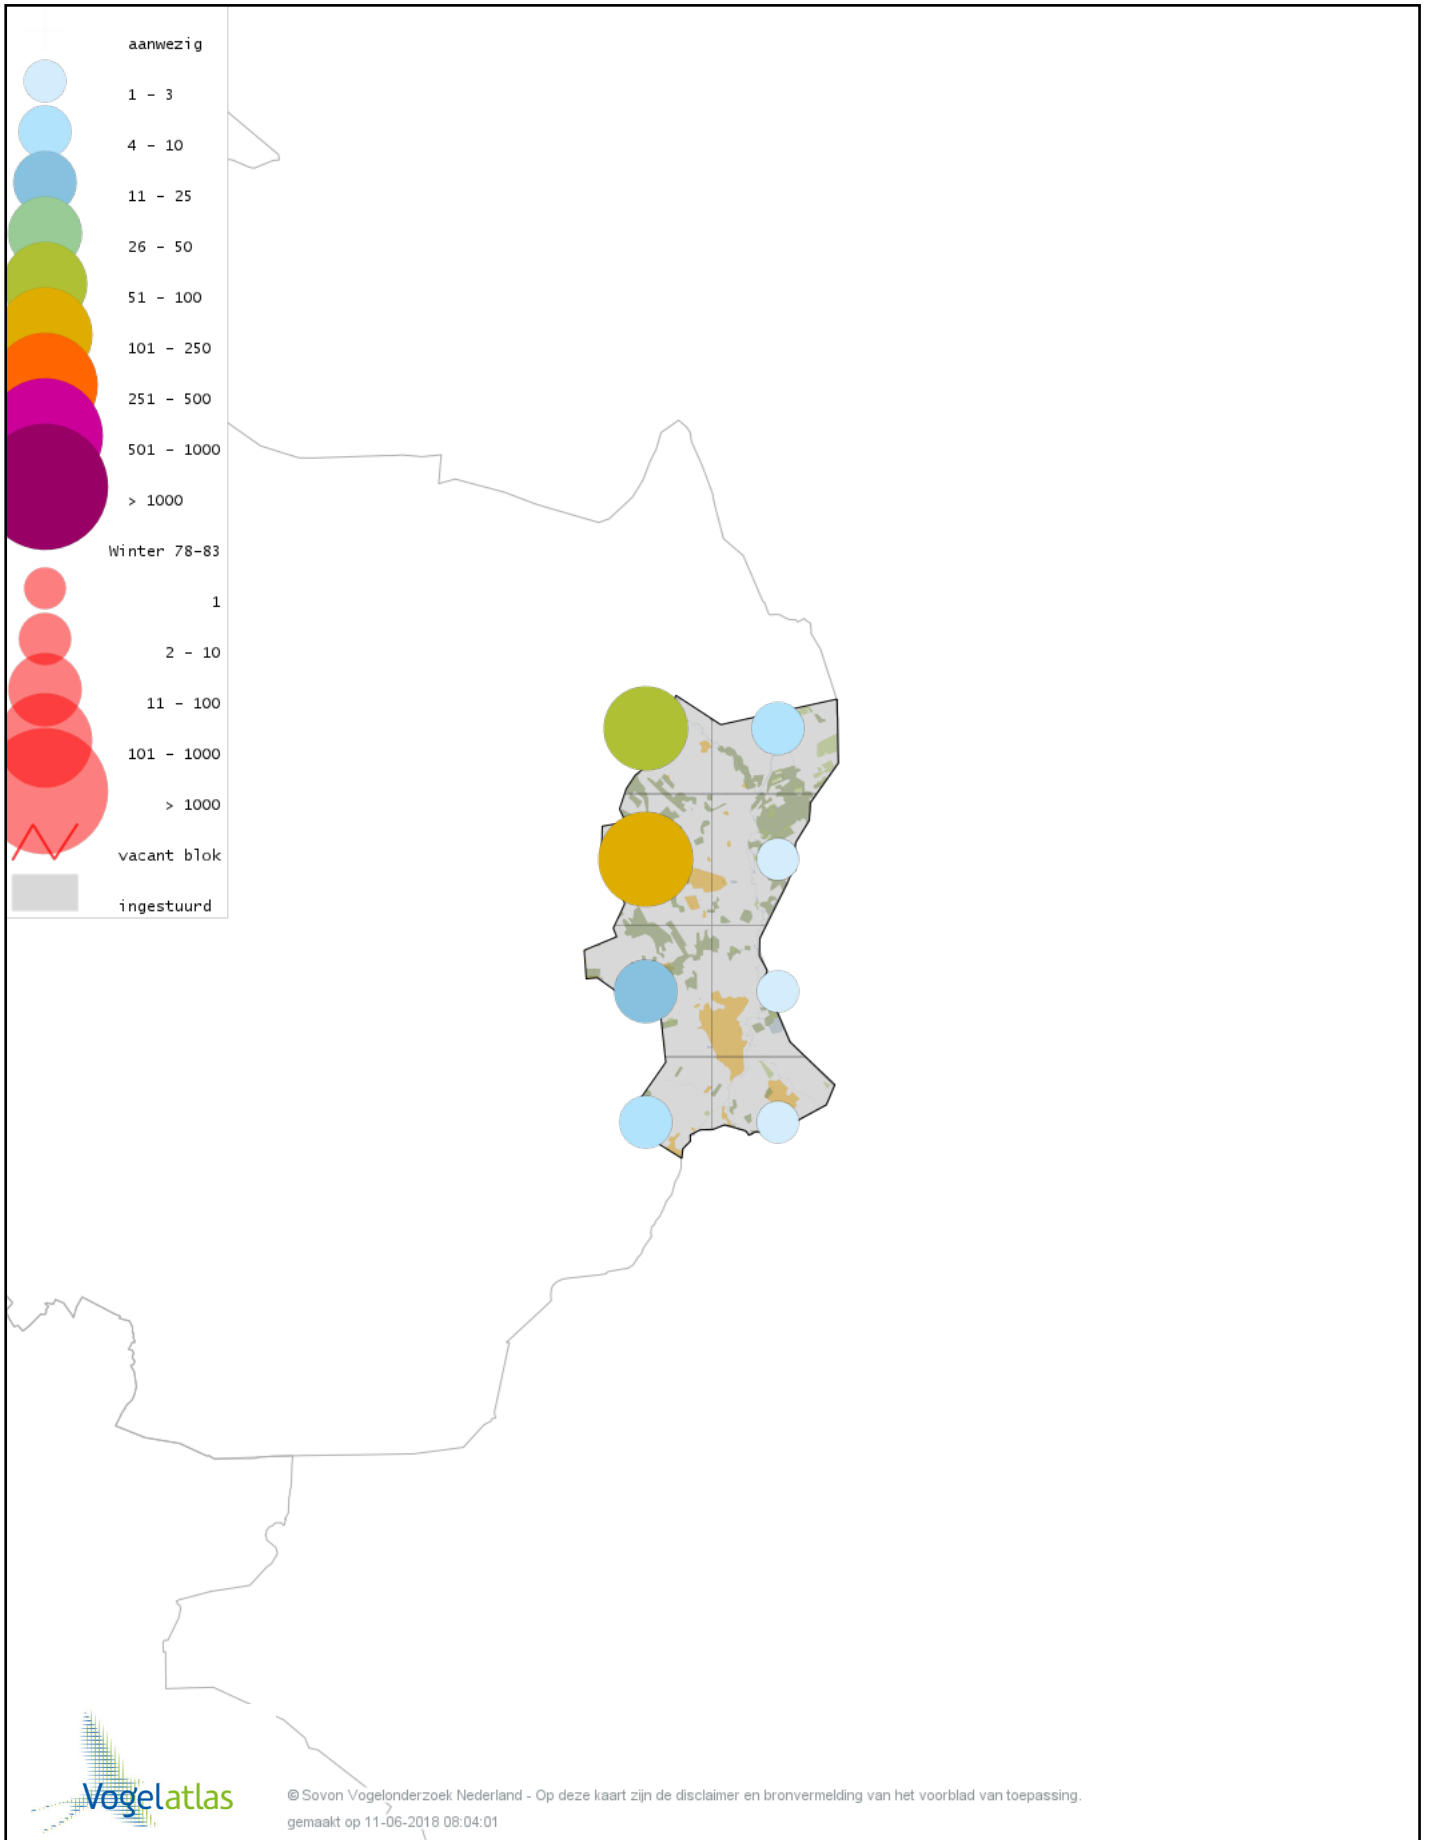 aanwezig
1 - 3
4 - 10
11 - 25
26 - 50
51 - 100
101 - 250
251 - 500
501 - 1000
> 1000
Winter 78-83
1
2 - 10
11 - 100
101 - 1000
> 1000
vacant blok
ingestuurd
Vogelatlas
© Sovon Vogelonderzoek Nederland - Op deze kaart zijn de disclaimer en bronvermelding van het voorblad van toepassing.
gemaakt op 11-06-2018 08:04:01